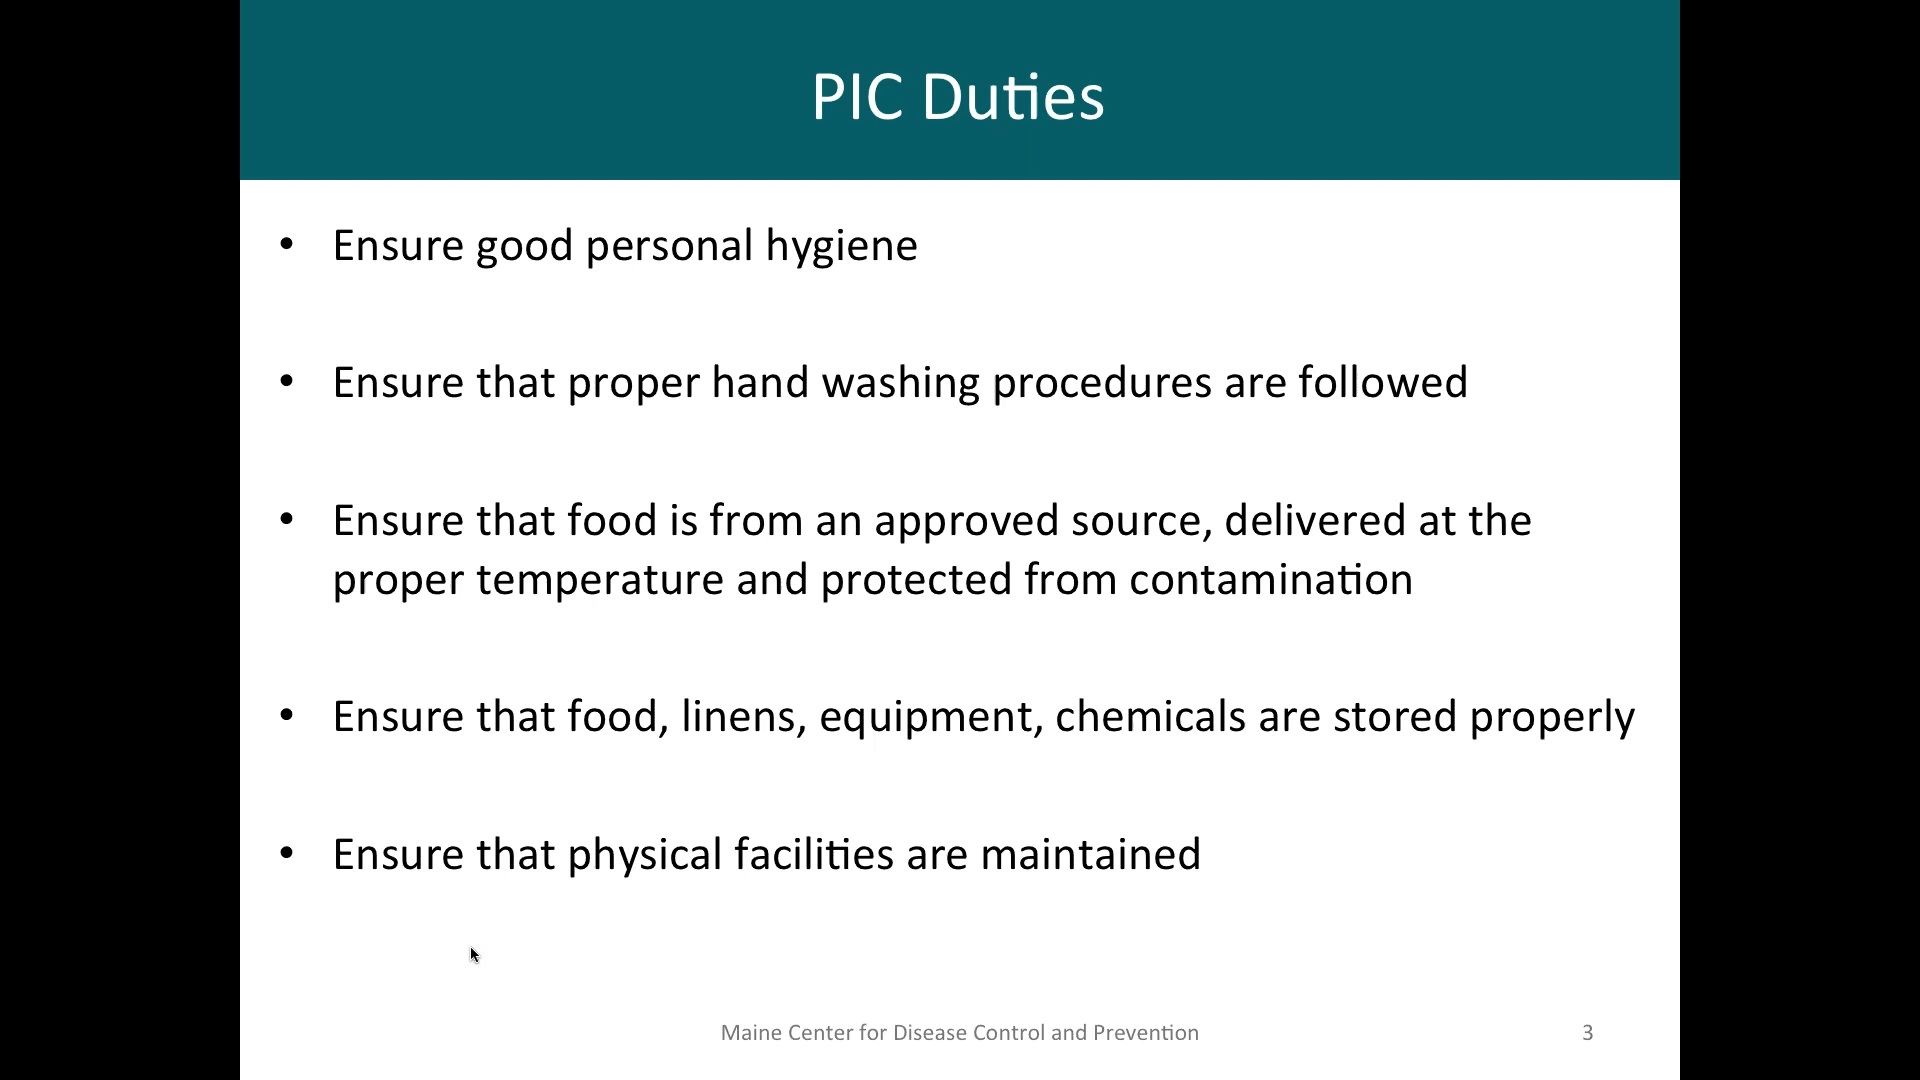 PIC Duties
• Ensure good personal hygiene
• Ensure that proper hand washing procedures are followed
• Ensure that food is from an approved source, delivered at the
proper temperature and protected from contamination
• Ensure that food, linens, equipment, chemicals are stored properly
• Ensure that physical facilities are maintained
Maine Center for Disease Control and Prevention
3